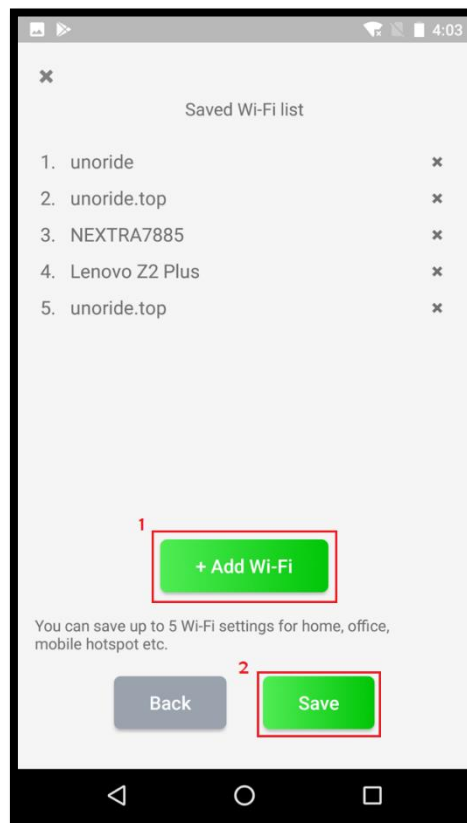 4:03
×
Saved Wi-Fi list
1. unoride ×
2. unoride.top ×
3. NEXTRA7885 ×
4. Lenovo Z2 Plus ×
5. unoride.top ×
1
+ Add Wi-Fi
You can save up to 5 Wi-Fi settings for home, office,
mobile hotspot etc.
2
Back Save